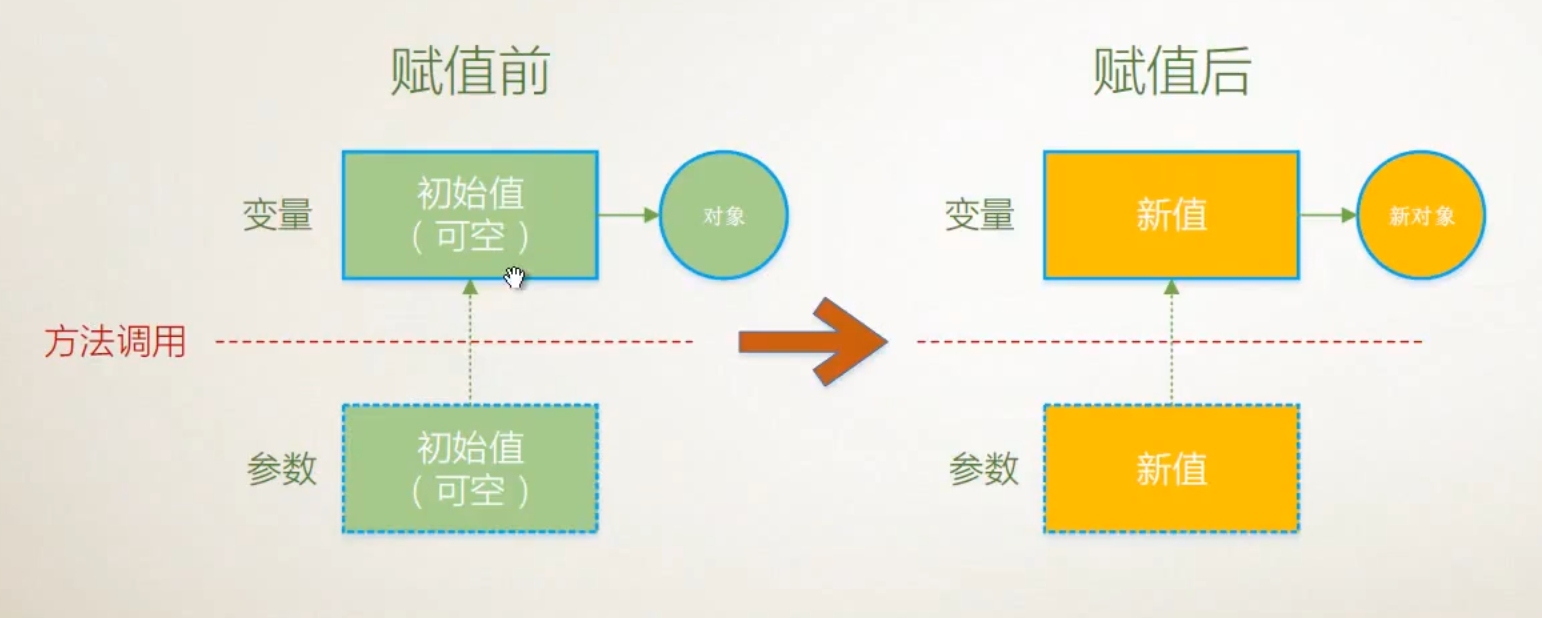 赋值前
赋值后
变量
初始值
（可空）
对象
变量
新值
新对象
方法调用
参数
初始值
（可空）
参数
新值